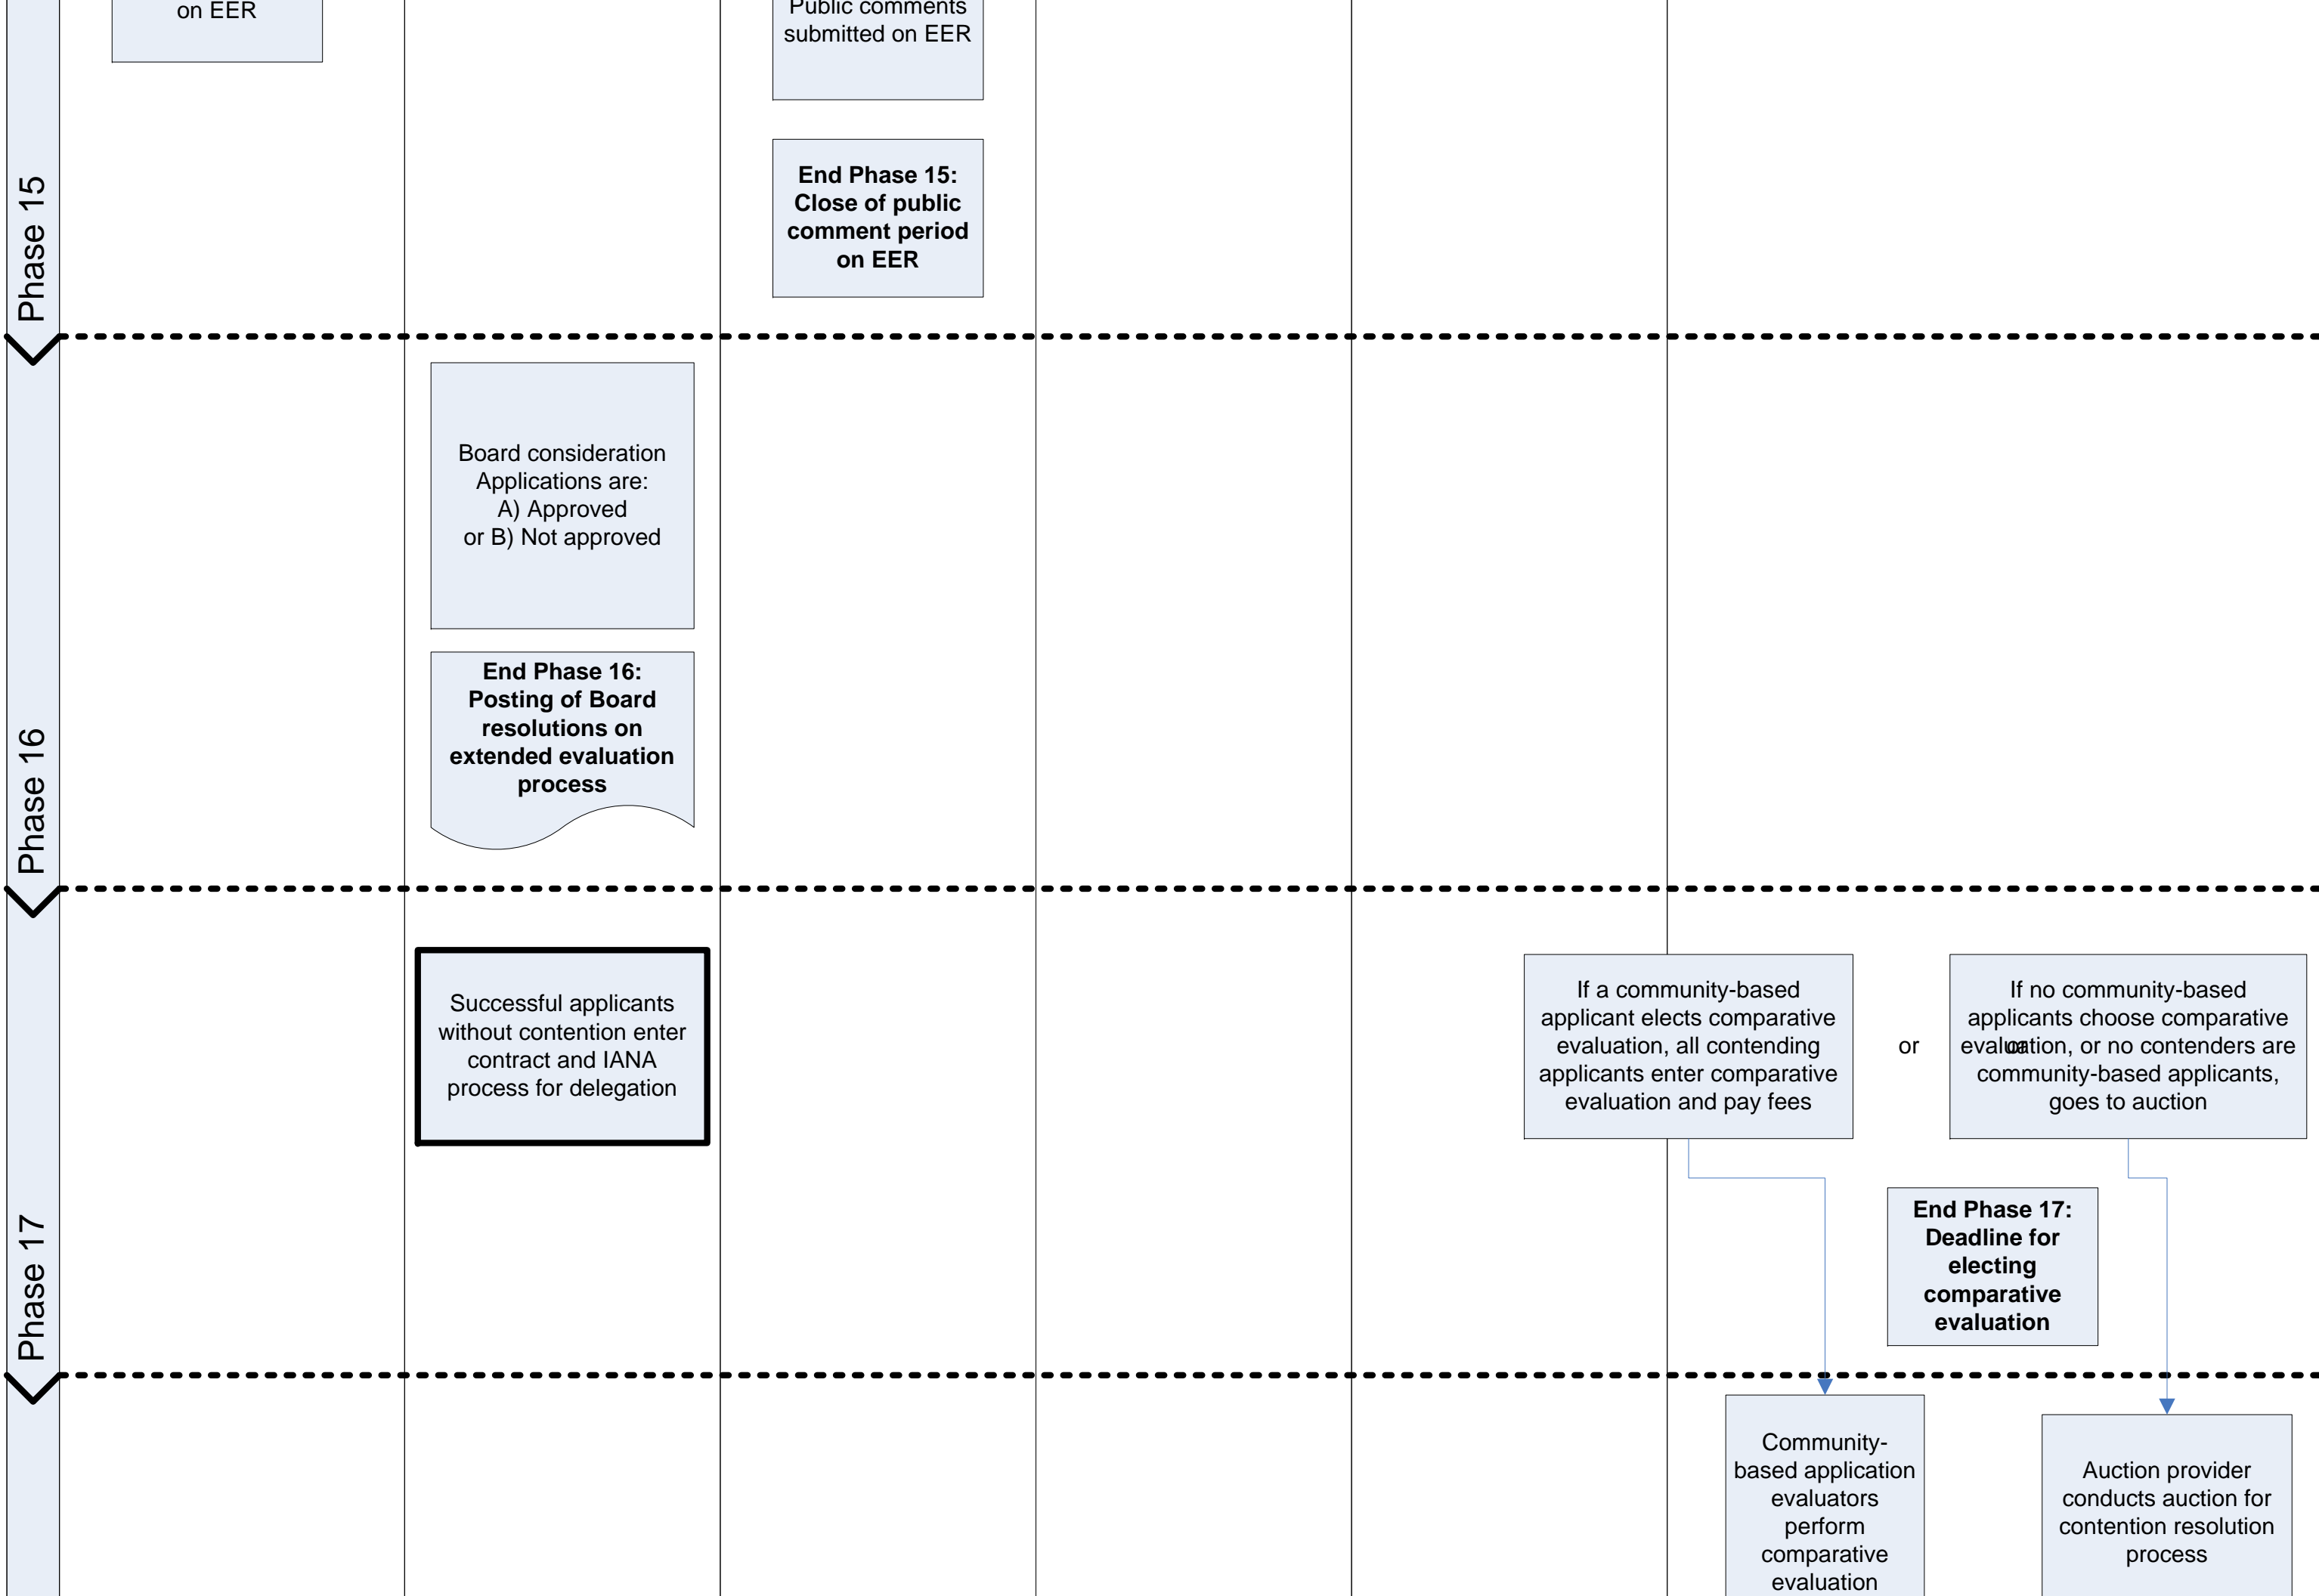 on EER
Public comments
submitted on EER
End Phase 15:
Close of public
comment period
on EER
Phase 15
Board consideration
Applications are:
A) Approved
or B) Not approved
End Phase 16:
Posting of Board
resolutions on
extended evaluation
process
Phase 16
Successful applicants
without contention enter
contract and IANA
process for delegation
If a community-based
applicant elects comparative
evaluation, all contending
applicants enter comparative
evaluation and pay fees
or
If no community-based
applicants choose comparative
evaluation, or no contenders are
community-based applicants,
goes to auction
or
End Phase 17:
Deadline for
electing
comparative
evaluation
Phase 17
Community-
based application
evaluators
perform
comparative
evaluation
Auction provider
conducts auction for
contention resolution
process